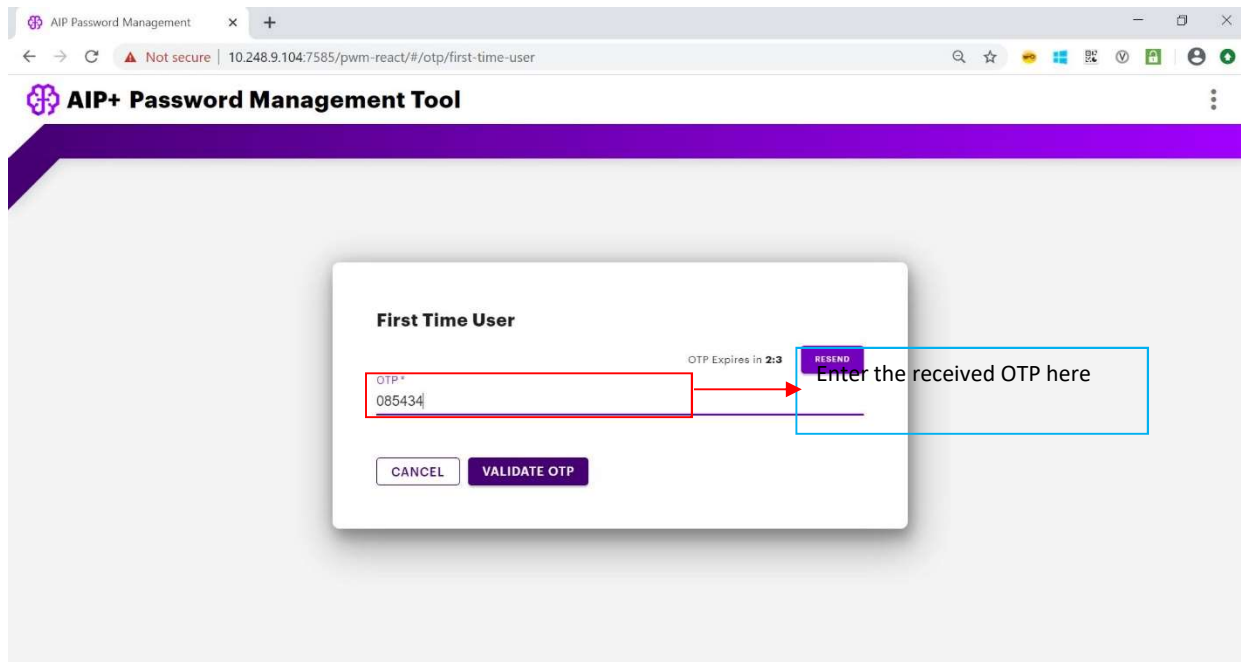 AIP Password Management
Not secure | 10.248.9.104:7585/pwm-react/#/otp/first-time-user
AIP+ Password Management Tool
First Time User
OTP Expires in 2:3
RESEND
Enter the received OTP here
OTP*
085434
CANCEL
VALIDATE OTP